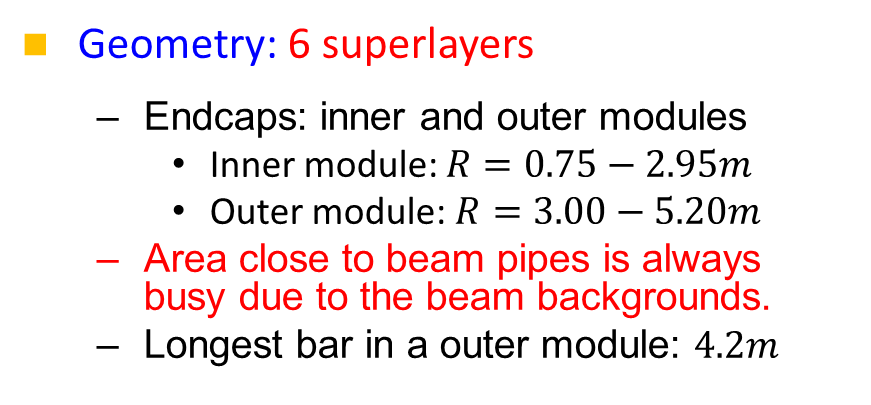 Geometry: 6 superlayers
– Endcaps: inner and outer modules
• Inner module: R = 0.75 − 2.95m
• Outer module: R = 3.00 − 5.20m
– Area close to beam pipes is always
busy due to the beam backgrounds.
– Longest bar in a outer module: 4.2m